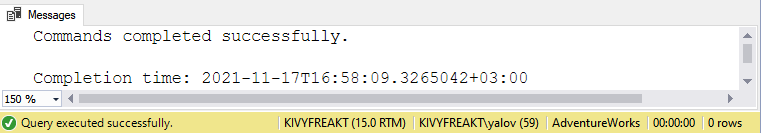 Messages
Commands completed successfully.
Completion time: 2021-11-17T16:58:09.3265042+03:00
150 %
Query executed successfully. KIVYFREAKT (15.0 RTM) KIVYFREAKT\yalov (59) AdventureWorks 00:00:00 0 rows